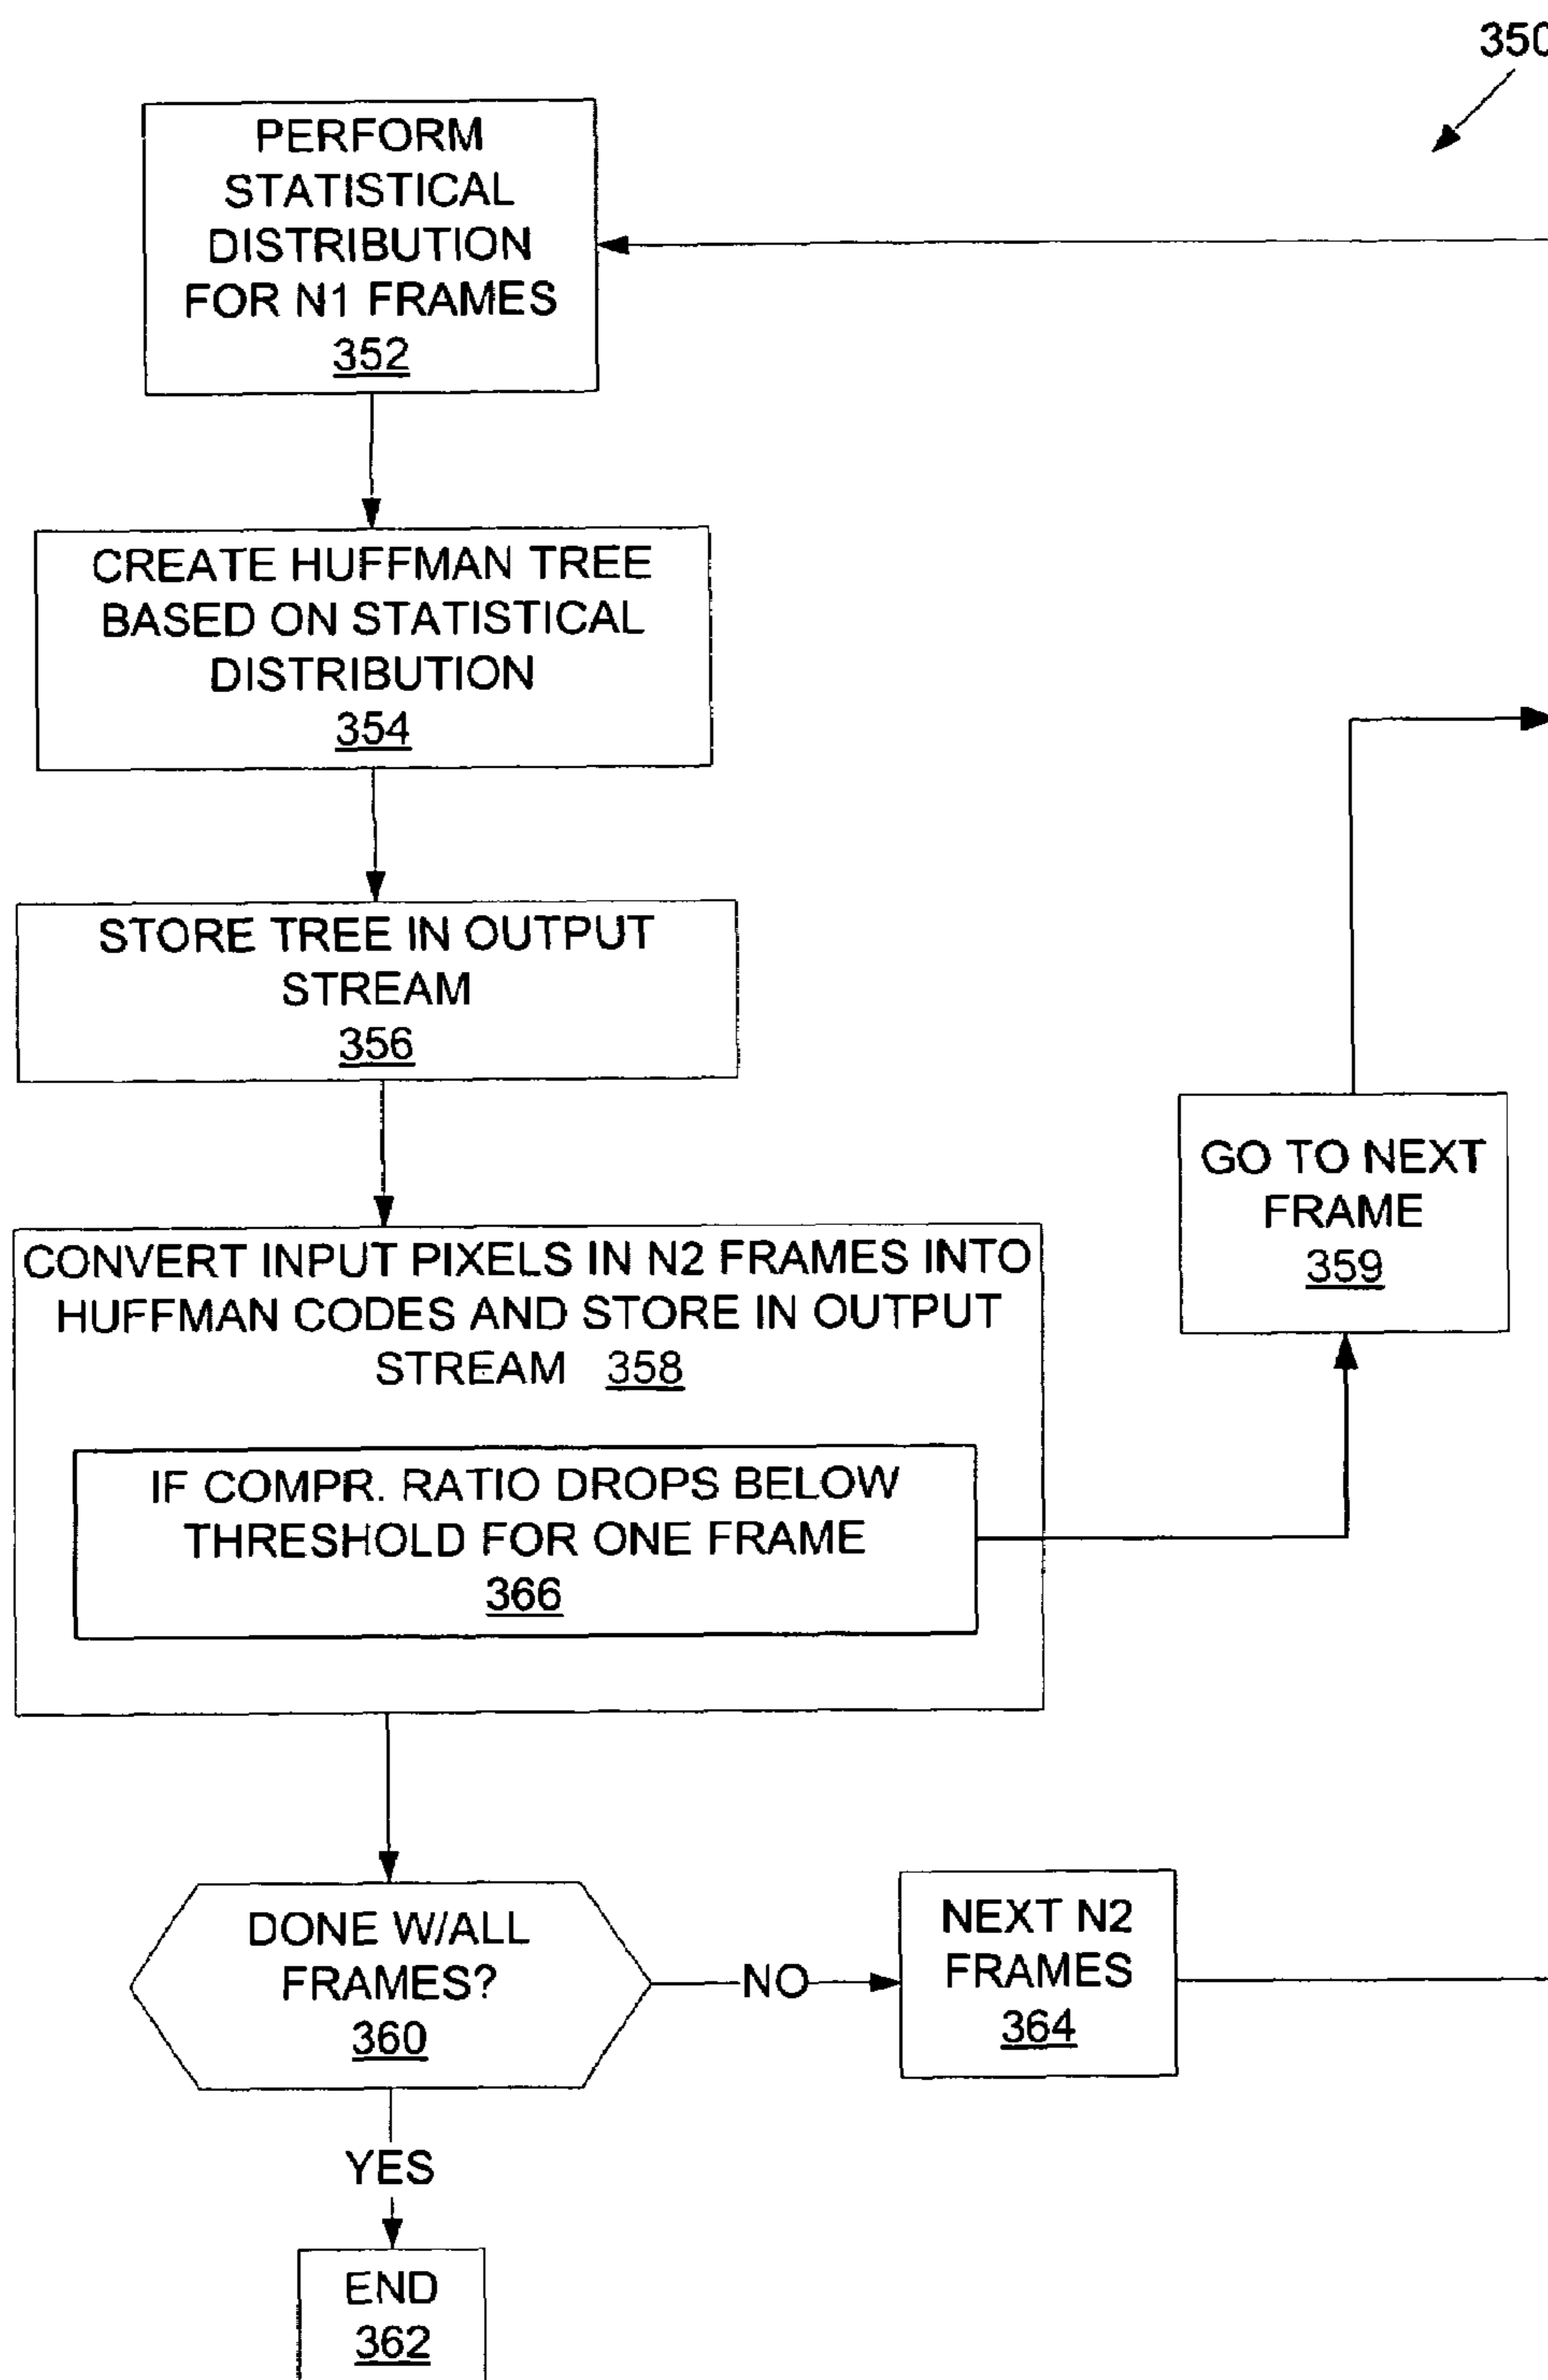 350
PERFORM
STATISTICAL
DISTRIBUTION
FOR N1 FRAMES
352
CREATE HUFFMAN TREE
BASED ON STATISTICAL
DISTRIBUTION
354
STORE TREE IN OUTPUT
STREAM
356
GO TO NEXT
FRAME
359
CONVERT INPUT PIXELS IN N2 FRAMES INTO
HUFFMAN CODES AND STORE IN OUTPUT
STREAM 358
IF COMPR. RATIO DROPS BELOW
THRESHOLD FOR ONE FRAME
366
DONE W/ALL
FRAMES?
360
NO
NEXT N2
FRAMES
364
YES
END
362